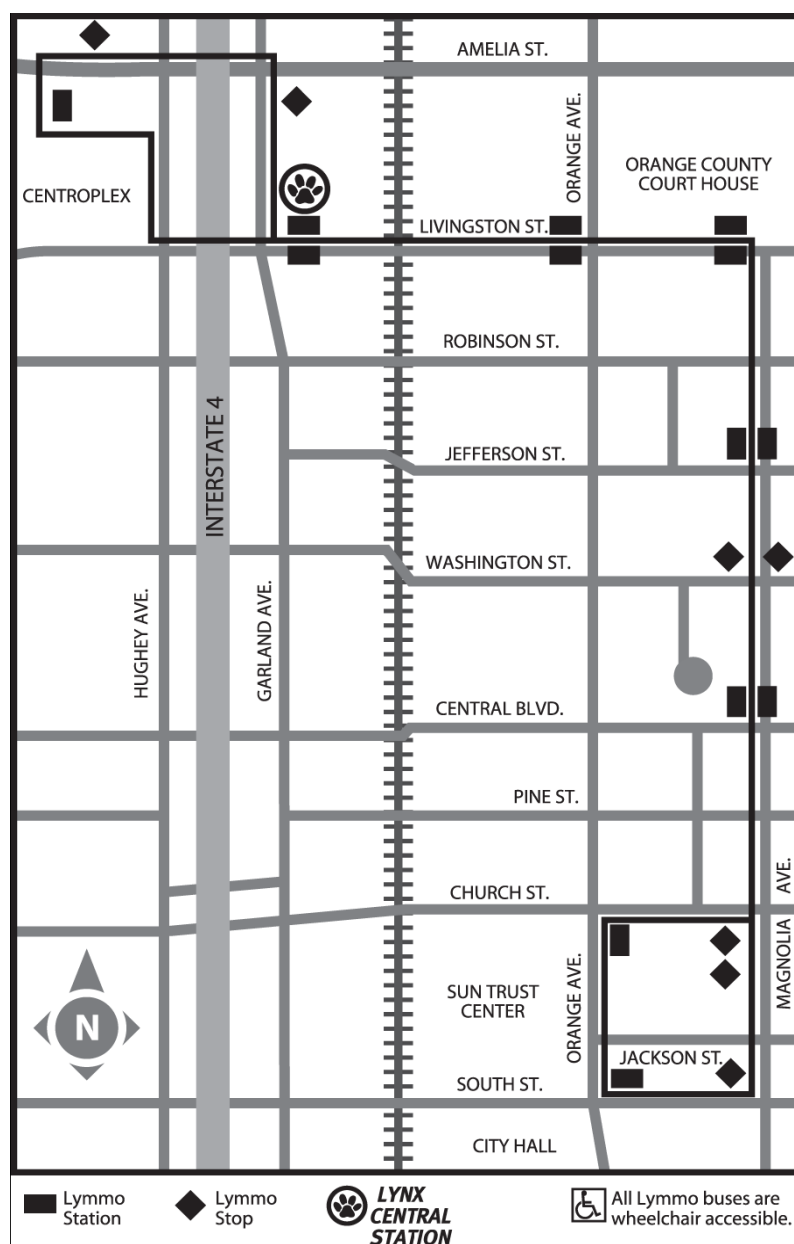 AMELIA ST.
ORANGE AVE.
ORANGE COUNTY
COURT HOUSE
CENTROPLEX
LIVINGSTON ST.
ROBINSON ST.
INTERSTATE 4
JEFFERSON ST.
WASHINGTON ST.
HUGHEY AVE.
GARLAND AVE.
CENTRAL BLVD.
PINE ST.
CHURCH ST.
MAGNOLIA AVE.
ORANGE AVE.
SUN TRUST
CENTER
N
JACKSON ST.
SOUTH ST.
CITY HALL
Lymmo
Station
Lymmo
Stop
LYNX
CENTRAL
STATION
All Lymmo buses are
wheelchair accessible.